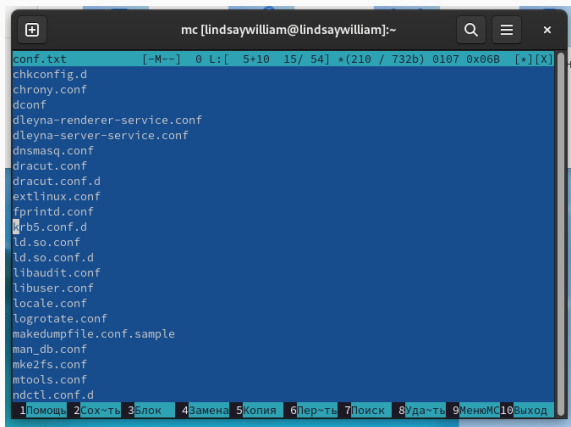 mc [lindsaywilliam@lindsaywilliam]:~
conf.txt [-M--] 0 L:[ 5+10 15/ 54] *(210 / 732b) 0107 0x06B [*][X]
chkconfig.d
chrony.conf
dconf
dleyna-renderer-service.conf
dleyna-server-service.conf
dnsmasq.conf
dracut.conf
dracut.conf.d
extlinux.conf
fprintd.conf
krb5.conf.d
ld.so.conf
ld.so.conf.d
libaudit.conf
libuser.conf
locale.conf
logrotate.conf
makedumpfile.conf.sample
man_db.conf
mke2fs.conf
mtools.conf
ndctl.conf.d
1Помощь 2Сох~ть 3Блок 4Замена 5Копия 6Пер~ть 7Поиск 8Уда~ть 9МенюMC 10Выход